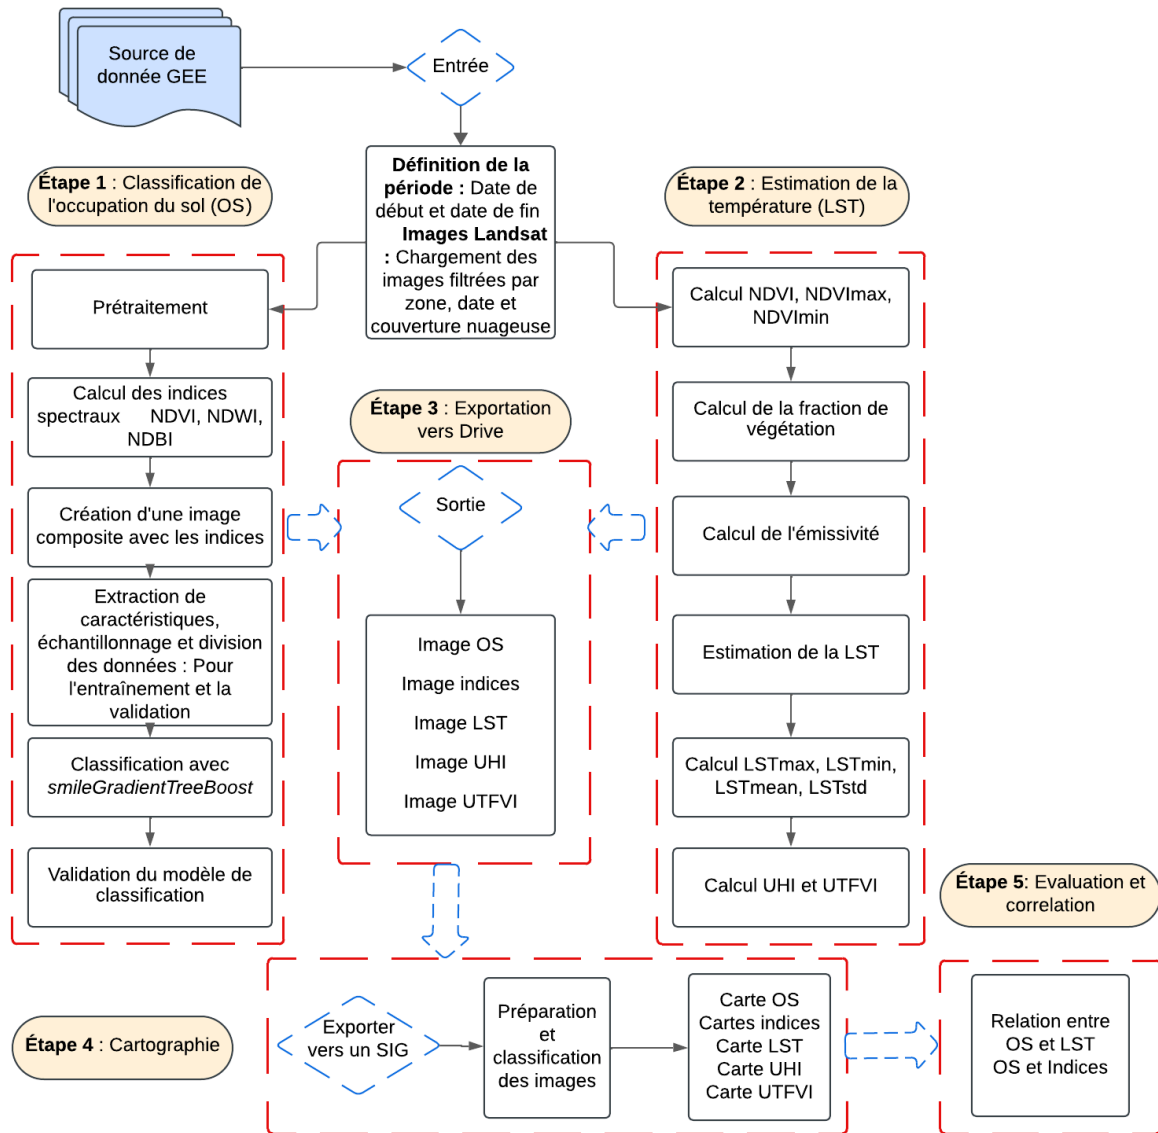 Source de
donnée GEE
Entrée
Définition de la
période : Date de
début et date de fin
Images Landsat
: Chargement des
images filtrées par
zone, date et
couverture nuageuse
Étape 1 : Classification de
l'occupation du sol (OS)
Prétraitement
Calcul des indices
spectraux NDVI, NDWI,
NDBI
Création d'une image
composite avec les indices
Extraction de
caractéristiques,
échantillonnage et division
des données : Pour
l'entraînement et la
validation
Classification avec
smileGradientTreeBoost
Validation du modèle de
classification
Étape 2 : Estimation de la
température (LST)
Calcul NDVI, NDVImax,
NDVImin
Calcul de la fraction de
végétation
Calcul de l'émissivité
Estimation de la LST
Calcul LSTmax, LSTmin,
LSTmean, LSTstd
Calcul UHI et UTFVI
Étape 3 : Exportation
vers Drive
Sortie
Image OS
Image indices
Image LST
Image UHI
Image UTFVI
Étape 4 : Cartographie
Exporter
vers un SIG
Préparation
et
classification
des images
Carte OS
Cartes indices
Carte LST
Carte UHI
Carte UTFVI
Étape 5: Evaluation et
correlation
Relation entre
OS et LST
OS et Indices